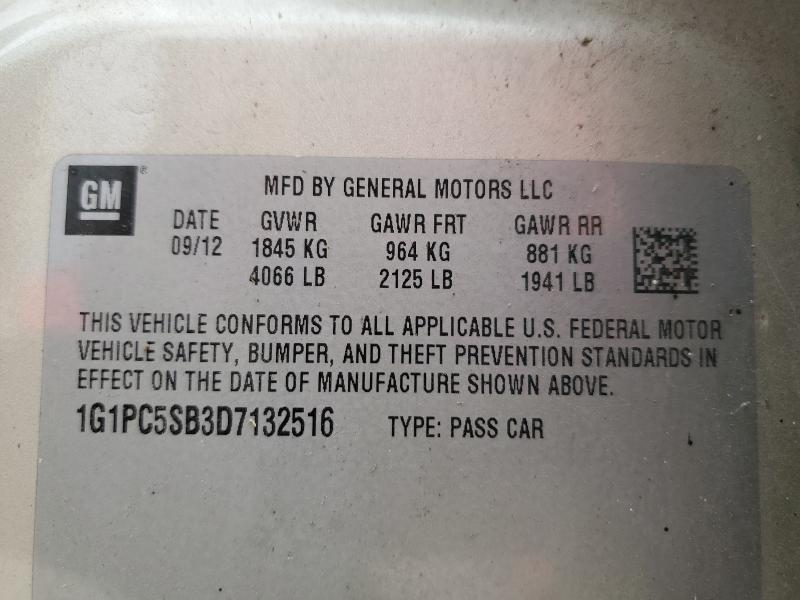 GM
MFD BY GENERAL MOTORS LLC
DATE GVWR GAWR FRT GAWR RR
09/12 1845 KG 964 KG 881 KG
4066 LB 2125 LB 1941 LB
THIS VEHICLE CONFORMS TO ALL APPLICABLE U.S. FEDERAL MOTOR
VEHICLE SAFETY, BUMPER, AND THEFT PREVENTION STANDARDS IN
EFFECT ON THE DATE OF MANUFACTURE SHOWN ABOVE.
1G1PC5SB3D7132516 TYPE: PASS CAR